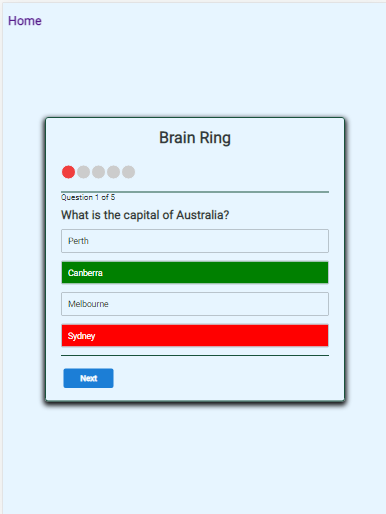 Home
Brain Ring
Question 1 of 5
What is the capital of Australia?
Perth
Canberra
Melbourne
Sydney
Next